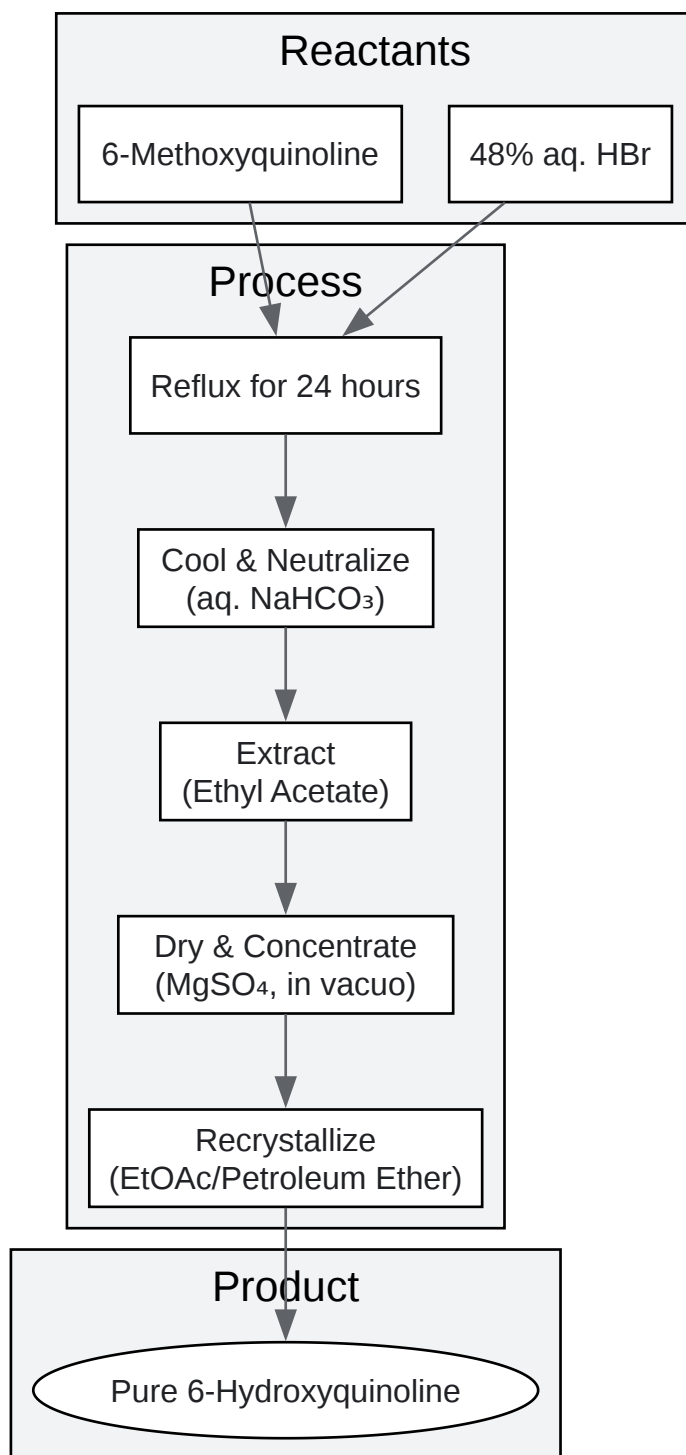 Reactants
6-Methoxyquinoline
48% aq. HBr
Process
Reflux for 24 hours
Cool & Neutralize
(aq. NaHCO₃)
Extract
(Ethyl Acetate)
Dry & Concentrate
(MgSO₄, in vacuo)
Recrystallize
(EtOAc/Petroleum Ether)
Product
Pure 6-Hydroxyquinoline